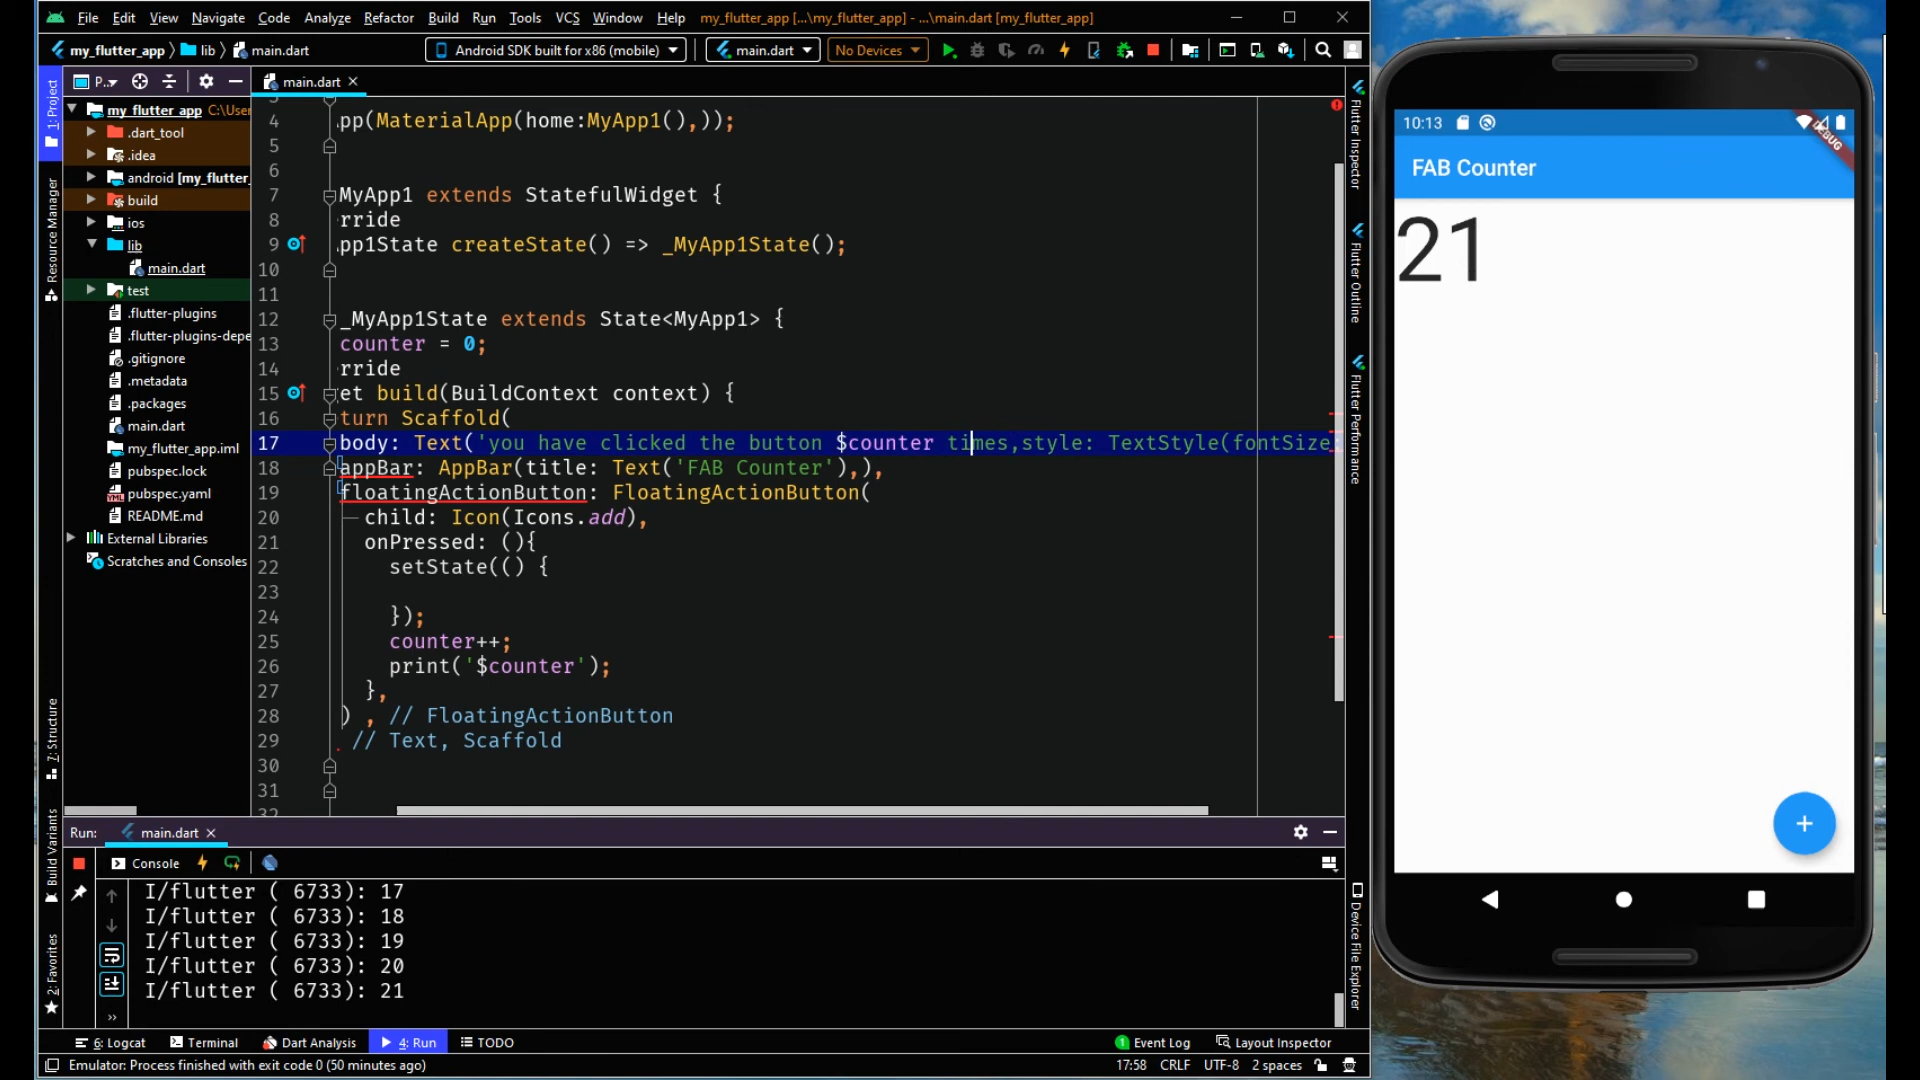 File Edit View Navigate Code Analyze Refactor Build Run Tools VCS Window Help my_flutter_app [...\my_flutter_app] - ...\main.dart [my_flutter_app]
my_flutter_app lib main.dart Android SDK built for x86 (mobile) main.dart No Devices
P.. main.dart
my_flutter_app C:\User
.dart_tool
.idea
android [my_flutter_
build
ios
lib
main.dart
test
.flutter-plugins
.flutter-plugins-depe
.gitignore
.metadata
.packages
main.dart
my_flutter_app.iml
pubspec.lock
pubspec.yaml
README.md
External Libraries
Scratches and Consoles
1: Project
Resource Manager
7: Structure
Build Variants
2: Favorites
4 .pp(MaterialApp(home:MyApp1(),));
5
6
7 MyApp1 extends StatefulWidget {
8 rride
9 .pp1State createState() => _MyApp1State();
10
11
12 _MyApp1State extends State<MyApp1> {
13 counter = 0;
14 rride
15 et build(BuildContext context) {
16 turn Scaffold(
17 body: Text('you have clicked the button $counter times,style: TextStyle(fontSize:
18 appBar: AppBar(title: Text('FAB Counter'),),
19 floatingActionButton: FloatingActionButton(
20 child: Icon(Icons.add),
21 onPressed: (){
22 setState(() {
23
24 });
25 counter++;
26 print('$counter');
27 },
28 ) , // FloatingActionButton
29 // Text, Scaffold
30
31
Flutter Inspector
Flutter Outline
Flutter Performance
Device File Explorer
Run: main.dart
Console
I/flutter ( 6733): 17
I/flutter ( 6733): 18
I/flutter ( 6733): 19
I/flutter ( 6733): 20
I/flutter ( 6733): 21
6: Logcat Terminal Dart Analysis 4: Run TODO 1 Event Log Layout Inspector
Emulator: Process finished with exit code 0 (50 minutes ago) 17:58 CRLF UTF-8 2 spaces
10:13
DEBUG
FAB Counter
21